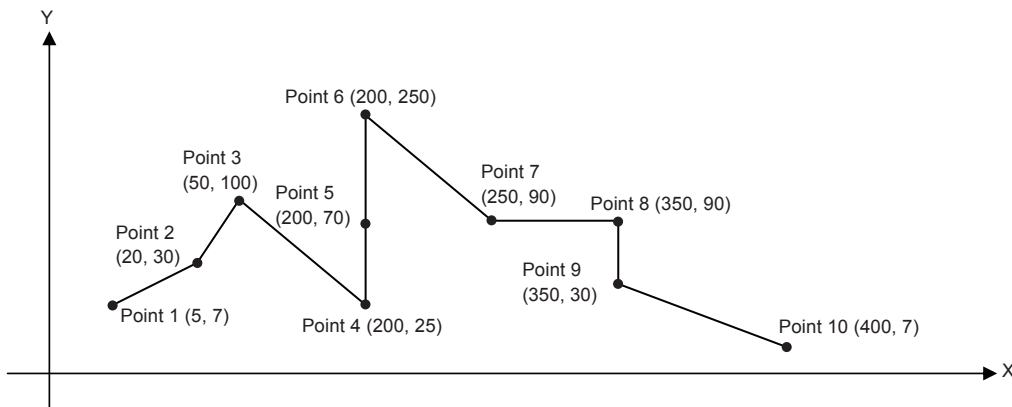 Y
Point 6 (200, 250)
Point 3
(50, 100)
Point 5
(200, 70)
Point 7
(250, 90)
Point 8 (350, 90)
Point 2
(20, 30)
Point 9
(350, 30)
Point 1 (5, 7)
Point 4 (200, 25)
Point 10 (400, 7)
X